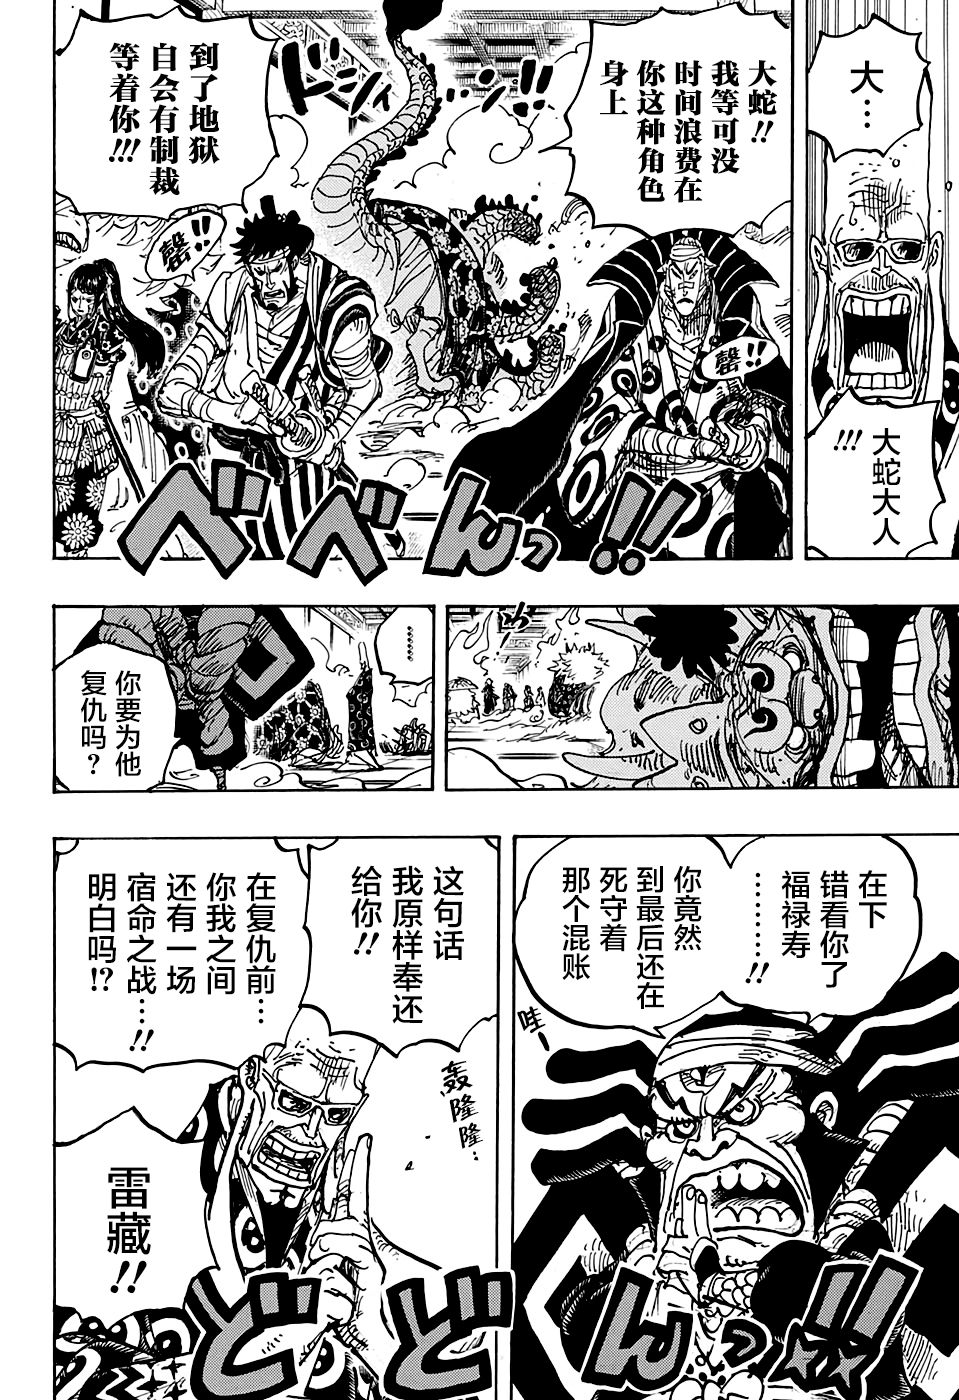 大…
大蛇大人
!!!
大蛇!!
我等可没
时间浪费在
你这种角色
身上
ドシィ
到了地狱
自会有制裁
等着你!!!
罄!!
罄!!
べべんっ!!
…………
你要为他
复仇吗?
在下
错看你了
福禄寿
………!!
你竟然
到最后还在
死守着
那个混账
哇
这句话
我原样奉还
给你!!
在复仇前…
你我之间
还有一场
宿命之战…!!
明白吗!?
轰隆隆…
雷藏!!
どどんっ!!